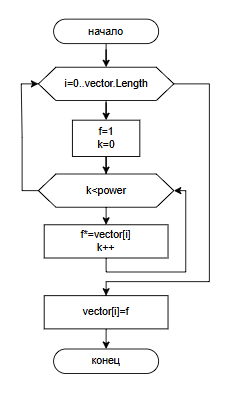 начало
i=0..vector.Length
f=1
k=0
k<power
f*=vector[i]
k++
vector[i]=f
конец